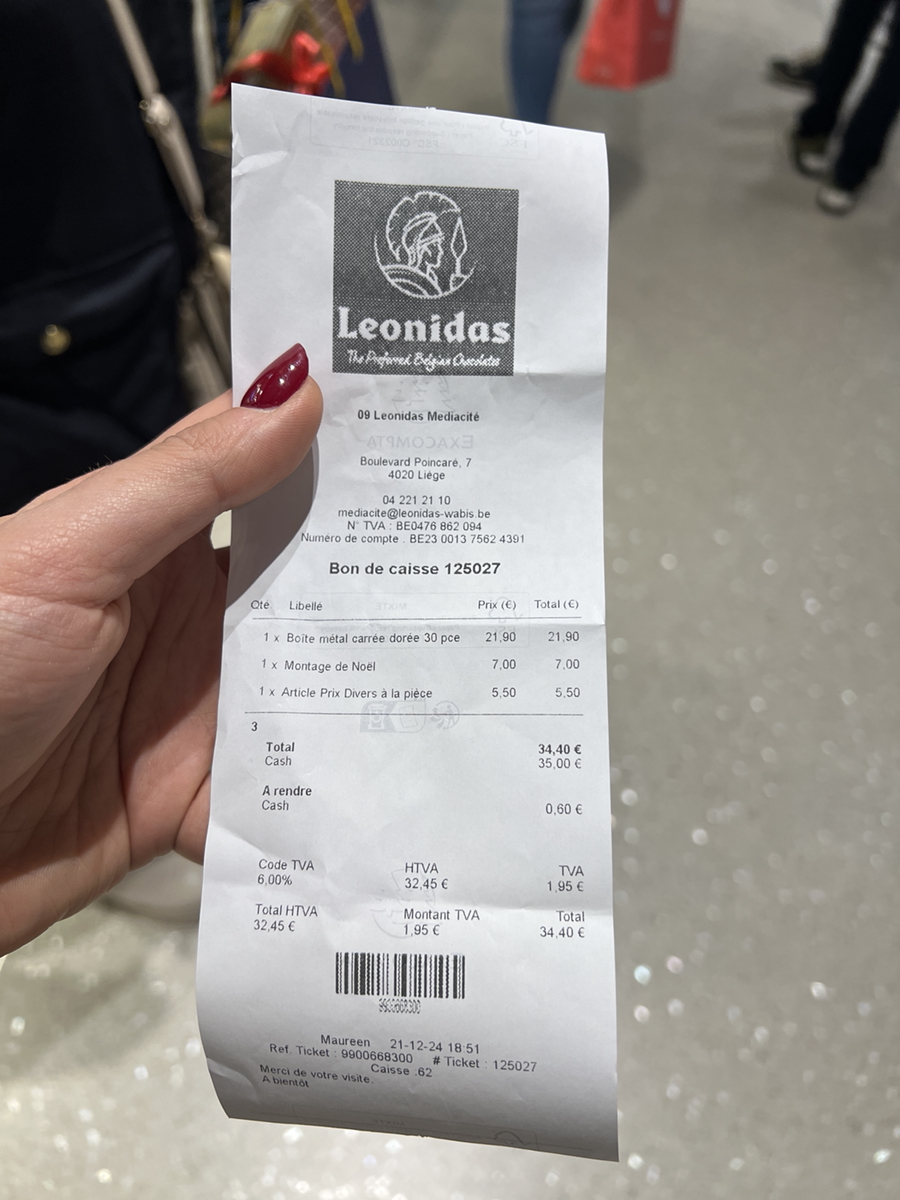 Leonidas
The Preferred Belgian Chocolates
09 Leonidas Mediacité
EXACOMPTA
Boulevard Poincaré, 7
4020 Liège
04 221 21 10
mediacite@leonidas-wabis.be
N° TVA : BE0476 862 094
Numéro de compte : BE23 0013 7562 4391
Bon de caisse 125027
Qté Libellé Prix (€) Total (€)
1 x Boîte métal carrée dorée 30 pce 21,90 21,90
1 x Montage de Noël 7,00 7,00
1 x Article Prix Divers à la pièce 5,50 5,50
3
Total 34,40 €
Cash 35,00 €
A rendre
Cash 0,60 €
Code TVA HTVA TVA
6,00% 32,45 € 1,95 €
Total HTVA Montant TVA Total
32,45 € 1,95 € 34,40 €
Maureen 21-12-24 18:51
Ref. Ticket : 9900668300 # Ticket : 125027
Caisse :62
Merci de votre visite.
A bientôt